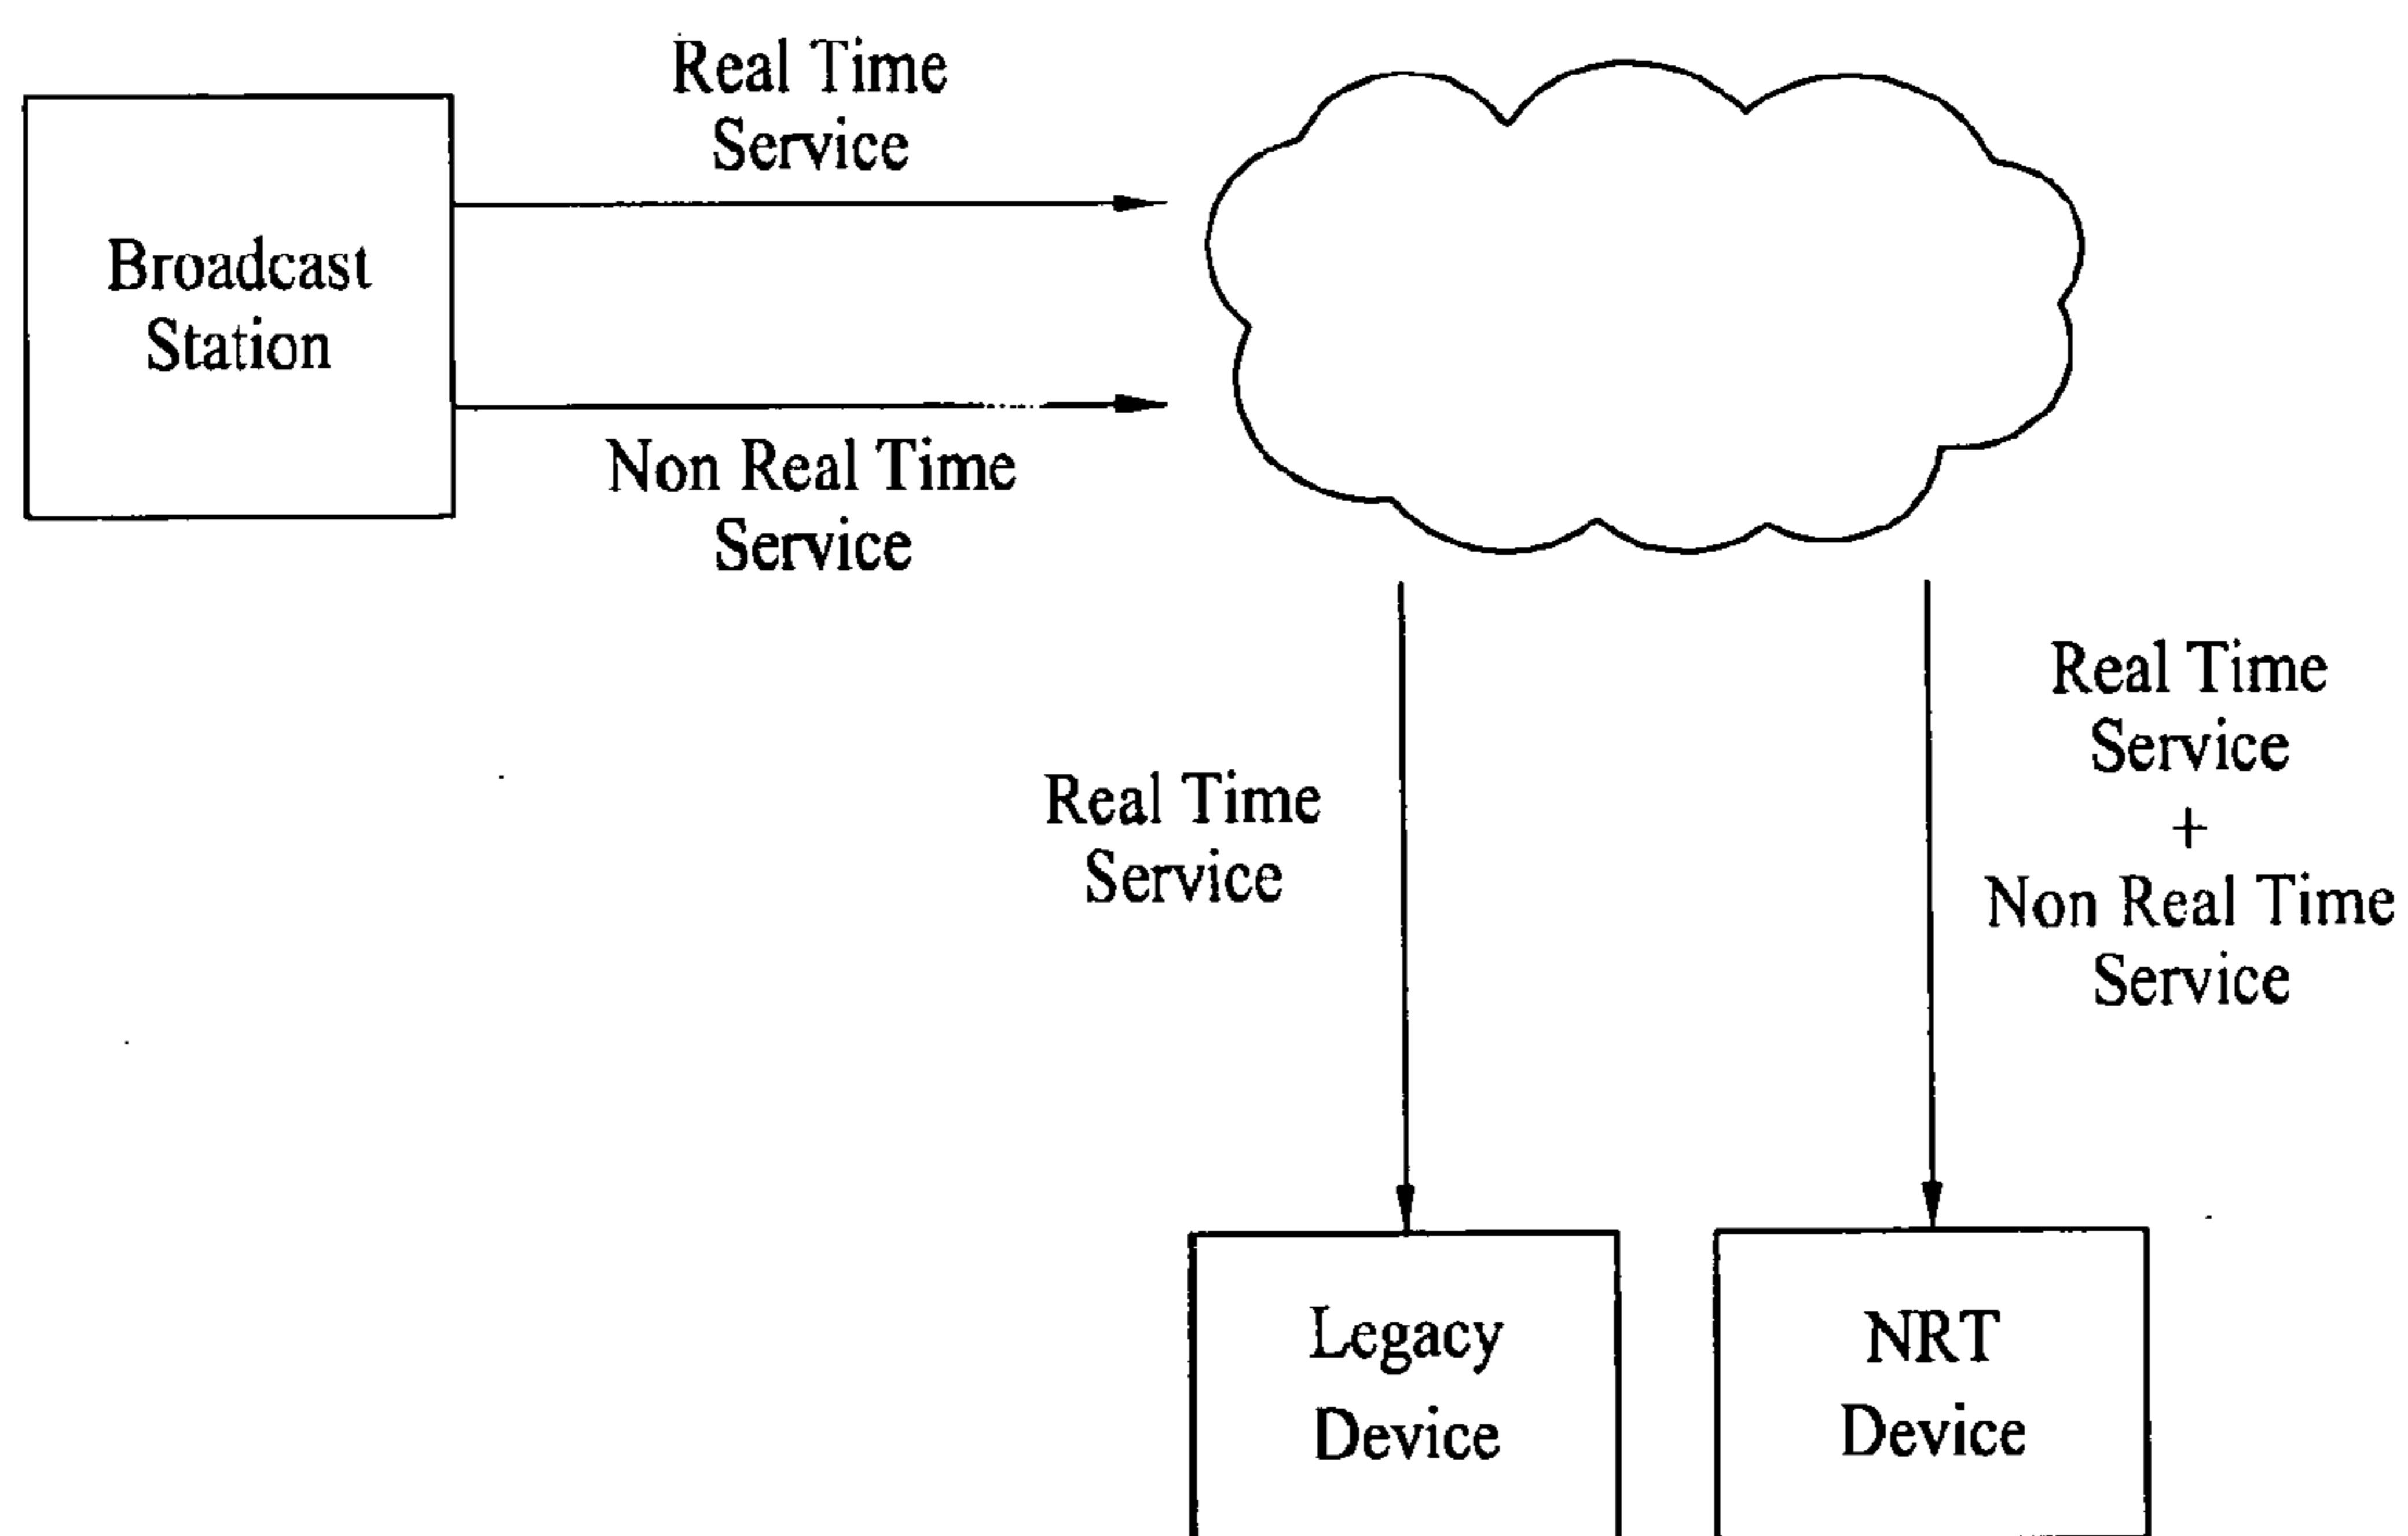 Real Time
Service
Broadcast
Station
Non Real Time
Service
Real Time
Service
Real Time
Service
+
Non Real Time
Service
Legacy
Device
NRT
Device